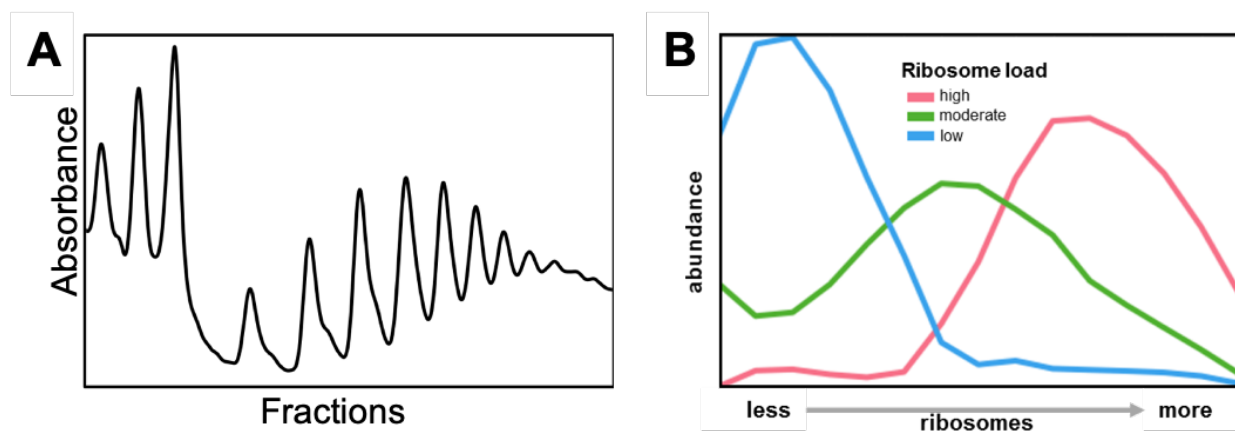 A
Absorbance
Fractions
B
Ribosome load
high
moderate
low
abundance
less
ribosomes
more